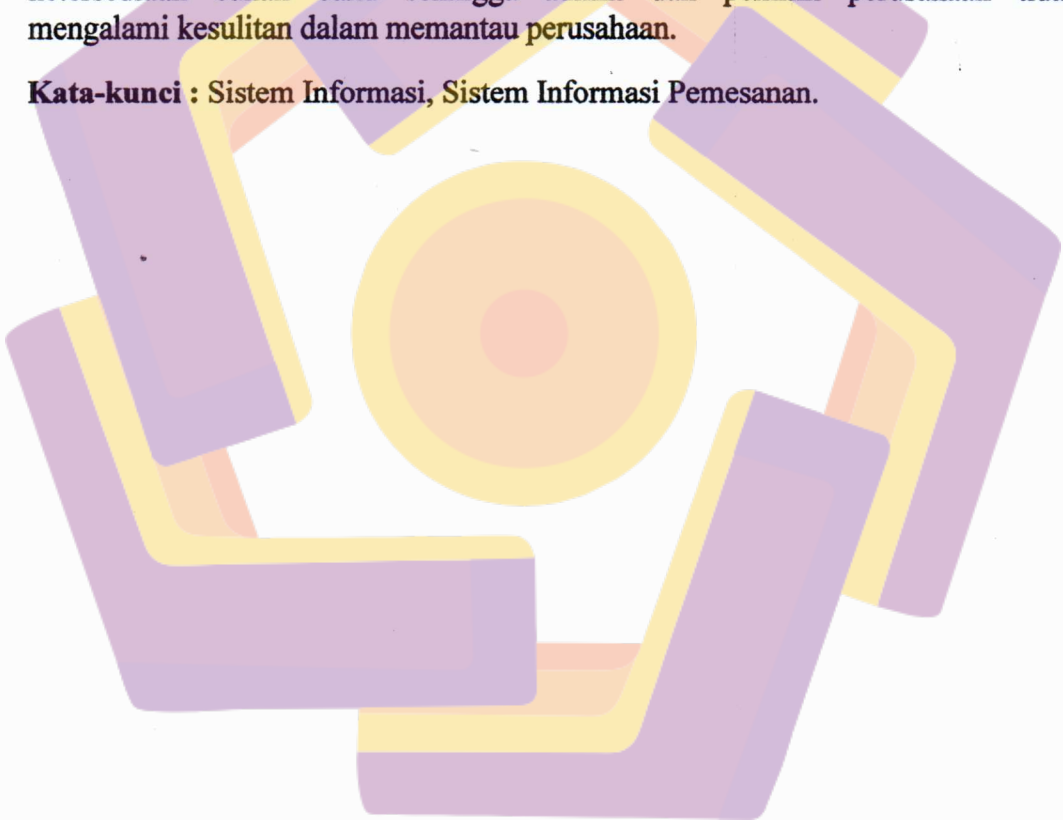 mengalami kesulitan dalam memantau perusahaan.
Kata-kunci : Sistem Informasi, Sistem Informasi Pemesanan.